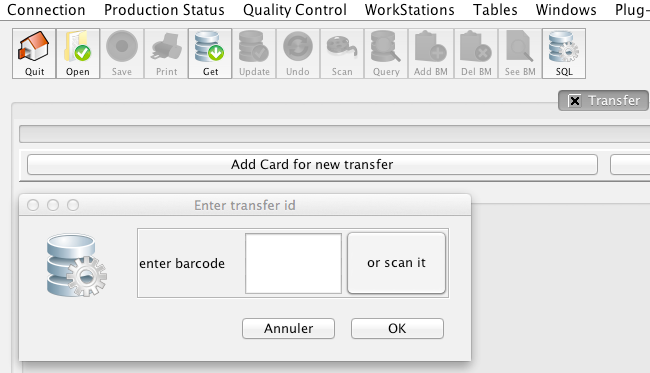 Connection Production Status Quality Control WorkStations Tables Windows Plug-
Quit Open Save Print Get Update Undo Scan Query Add BM Del BM See BM SQL
Transfer
Add Card for new transfer
Enter transfer id
enter barcode or scan it
Annuler OK